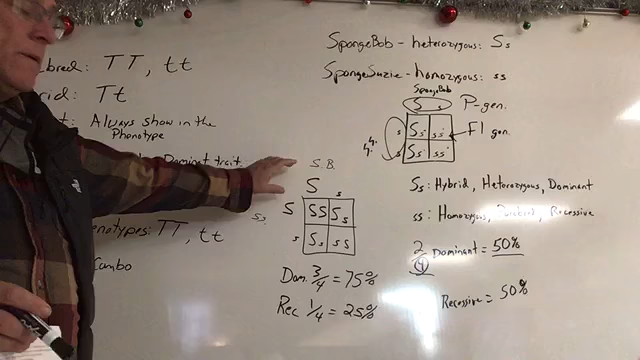 bred: TT, tt
rid: Tt
t: Always show in the
Phenotype
Dominat trait
enotypes: TT, tt
Combo
SpongeBob - heterozygous: Ss
SpongeSuzie - homozygous: ss
SpongeBob
S s P-gen.
s Ss ss F1 gen.
s Ss ss
S.B.
S s
S SS Ss
s Ss ss
Dom. 3/4 = 75%
Rec 1/4 = 25%
Ss: Hybrid, Heterozygous, Dominant
ss: Homozygous, Purebred, Recessive
2/4 Dominant = 50%
Recessive = 50%